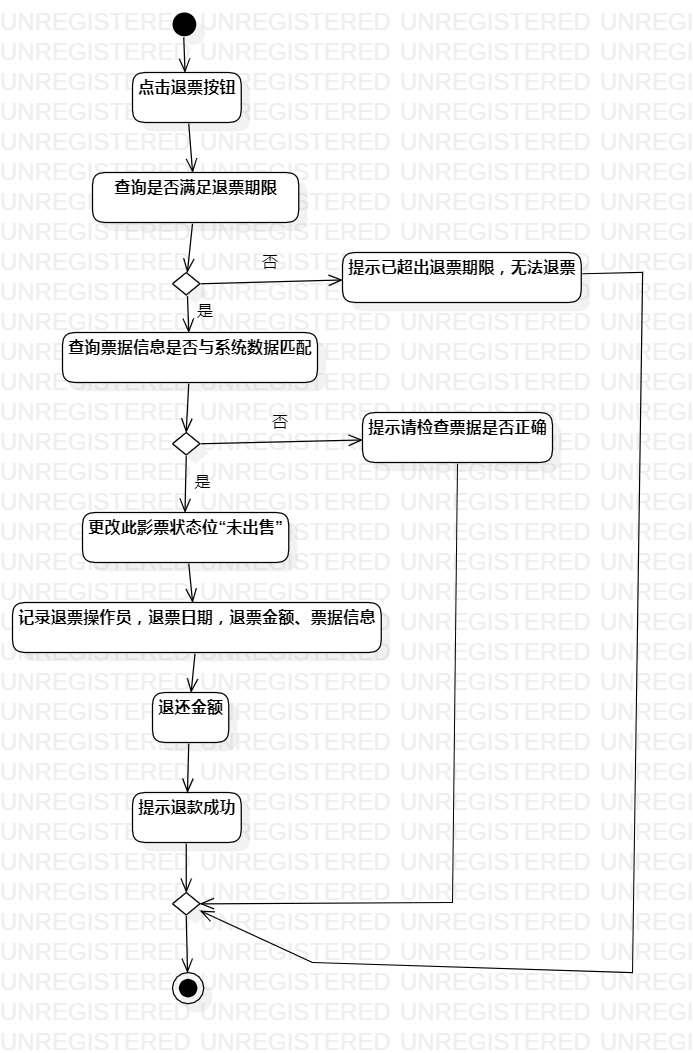 点击退票按钮
查询是否满足退票期限
否
提示已超出退票期限，无法退票
是
查询票据信息是否与系统数据匹配
否
提示请检查票据是否正确
是
更改此影票状态位“未出售”
记录退票操作员，退票日期，退票金额、票据信息
退还金额
提示退款成功
UNREGISTERED